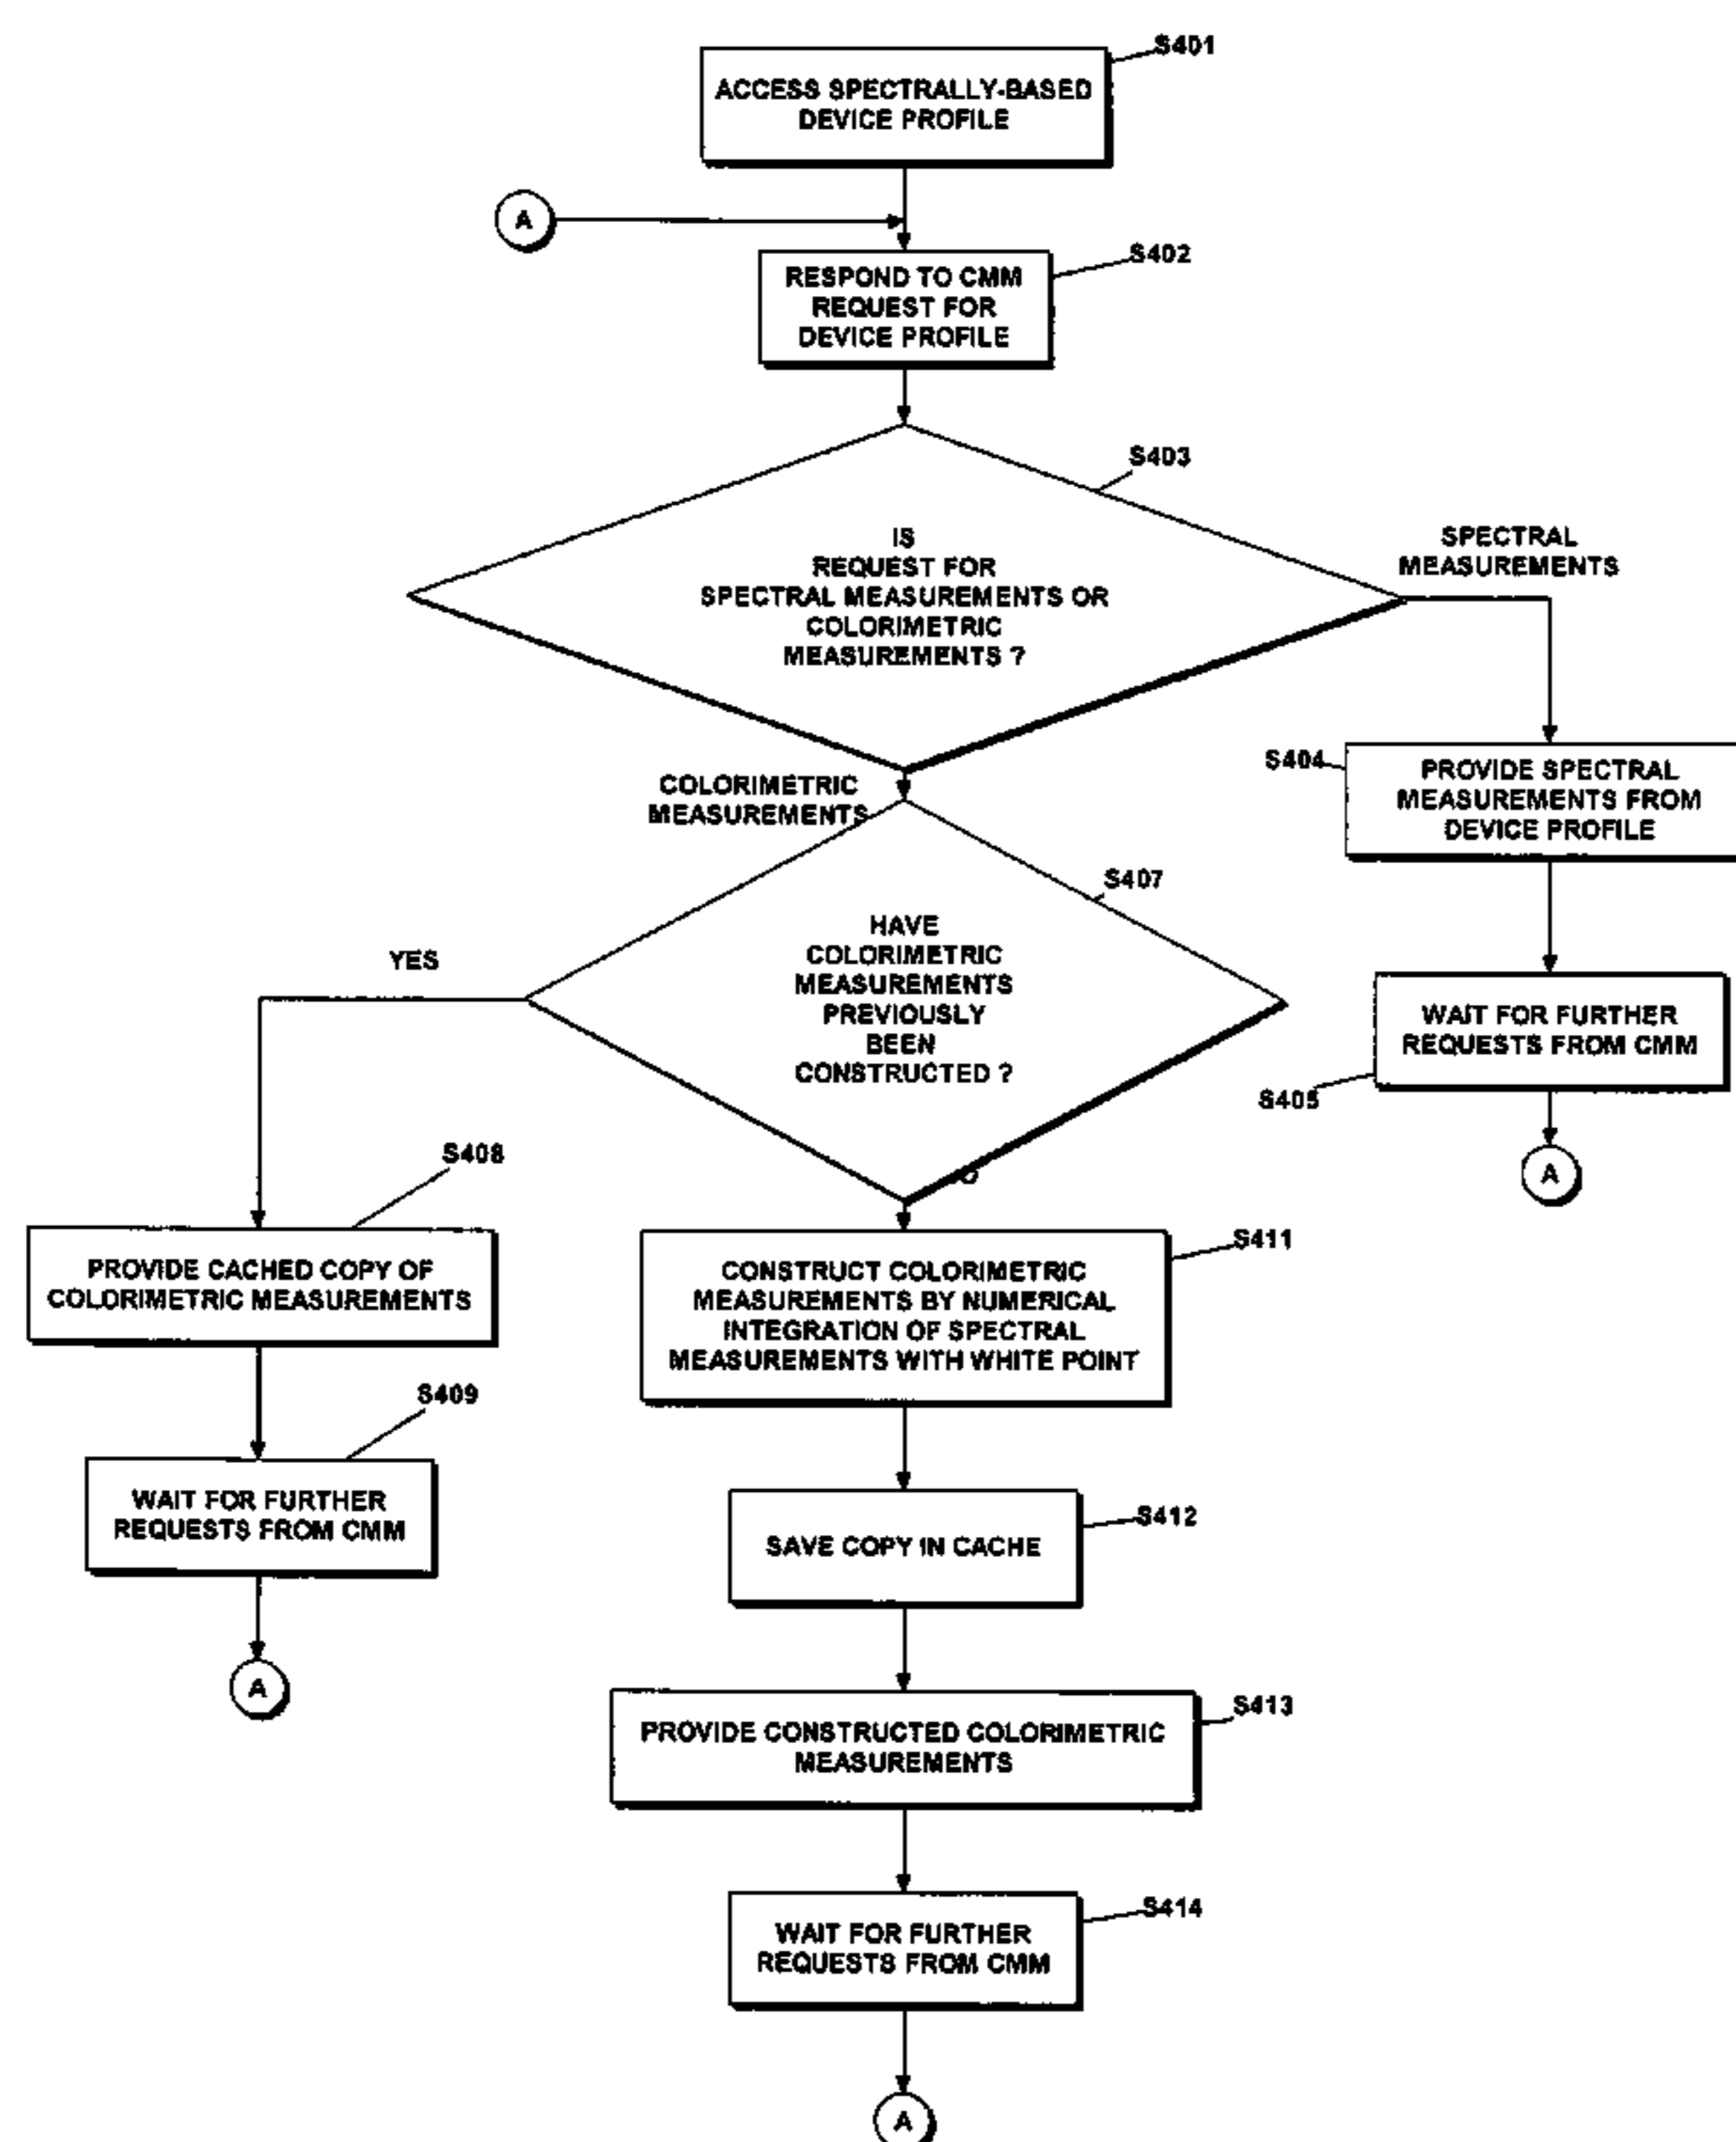 S401
ACCESS SPECTRALLY-BASED
DEVICE PROFILE
A
S402
RESPOND TO CMM
REQUEST FOR
DEVICE PROFILE
S403
IS
REQUEST FOR
SPECTRAL MEASUREMENTS OR
COLORIMETRIC
MEASUREMENTS ?
SPECTRAL
MEASUREMENTS
S404
PROVIDE SPECTRAL
MEASUREMENTS FROM
DEVICE PROFILE
COLORIMETRIC
MEASUREMENTS
S407
HAVE
COLORIMETRIC
MEASUREMENTS
PREVIOUSLY
BEEN
CONSTRUCTED ?
YES
WAIT FOR FURTHER
REQUESTS FROM CMM
S405
A
S408
PROVIDE CACHED COPY OF
COLORIMETRIC MEASUREMENTS
S411
CONSTRUCT COLORIMETRIC
MEASUREMENTS BY NUMERICAL
INTEGRATION OF SPECTRAL
MEASUREMENTS WITH WHITE POINT
S409
WAIT FOR FURTHER
REQUESTS FROM CMM
A
S412
SAVE COPY IN CACHE
S413
PROVIDE CONSTRUCTED COLORIMETRIC
MEASUREMENTS
S414
WAIT FOR FURTHER
REQUESTS FROM CMM
A